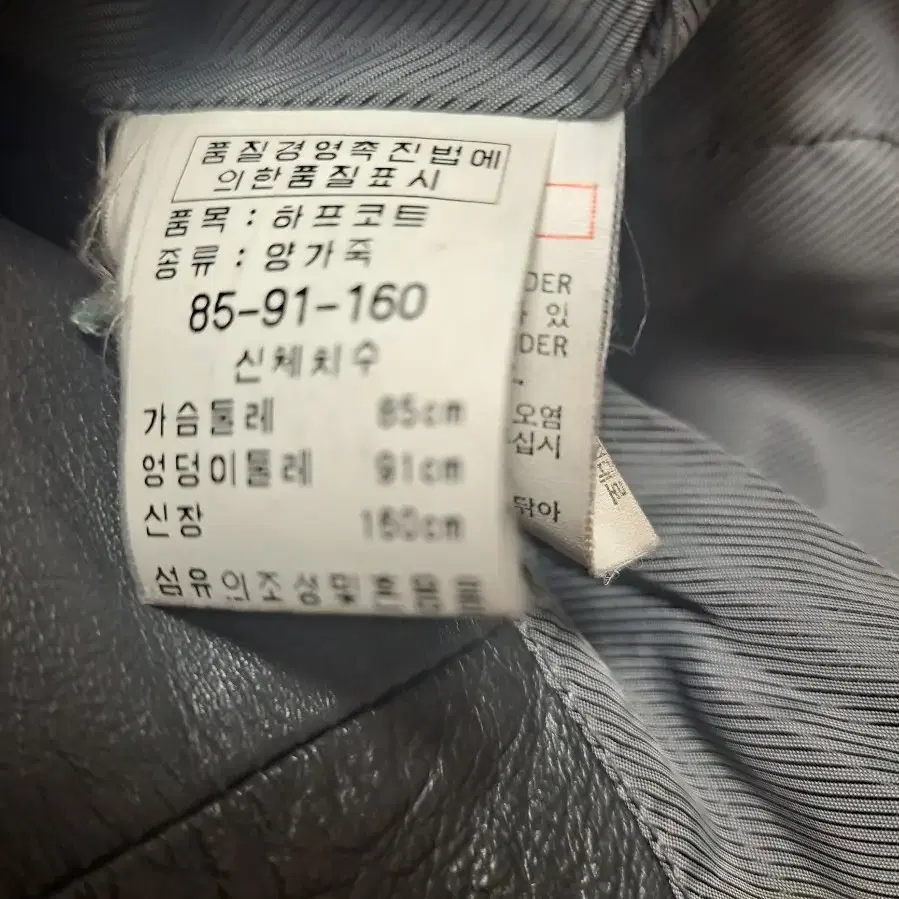 품질경영촉진법에
의한품질표시
품목 : 하프코트
종류 : 양가죽
85-91-160
신체치수
가슴둘레 85cm
엉덩이둘레 91cm
신장 160cm
섬유의조성및혼용률
DER
있
DER
오염
십시
닦아